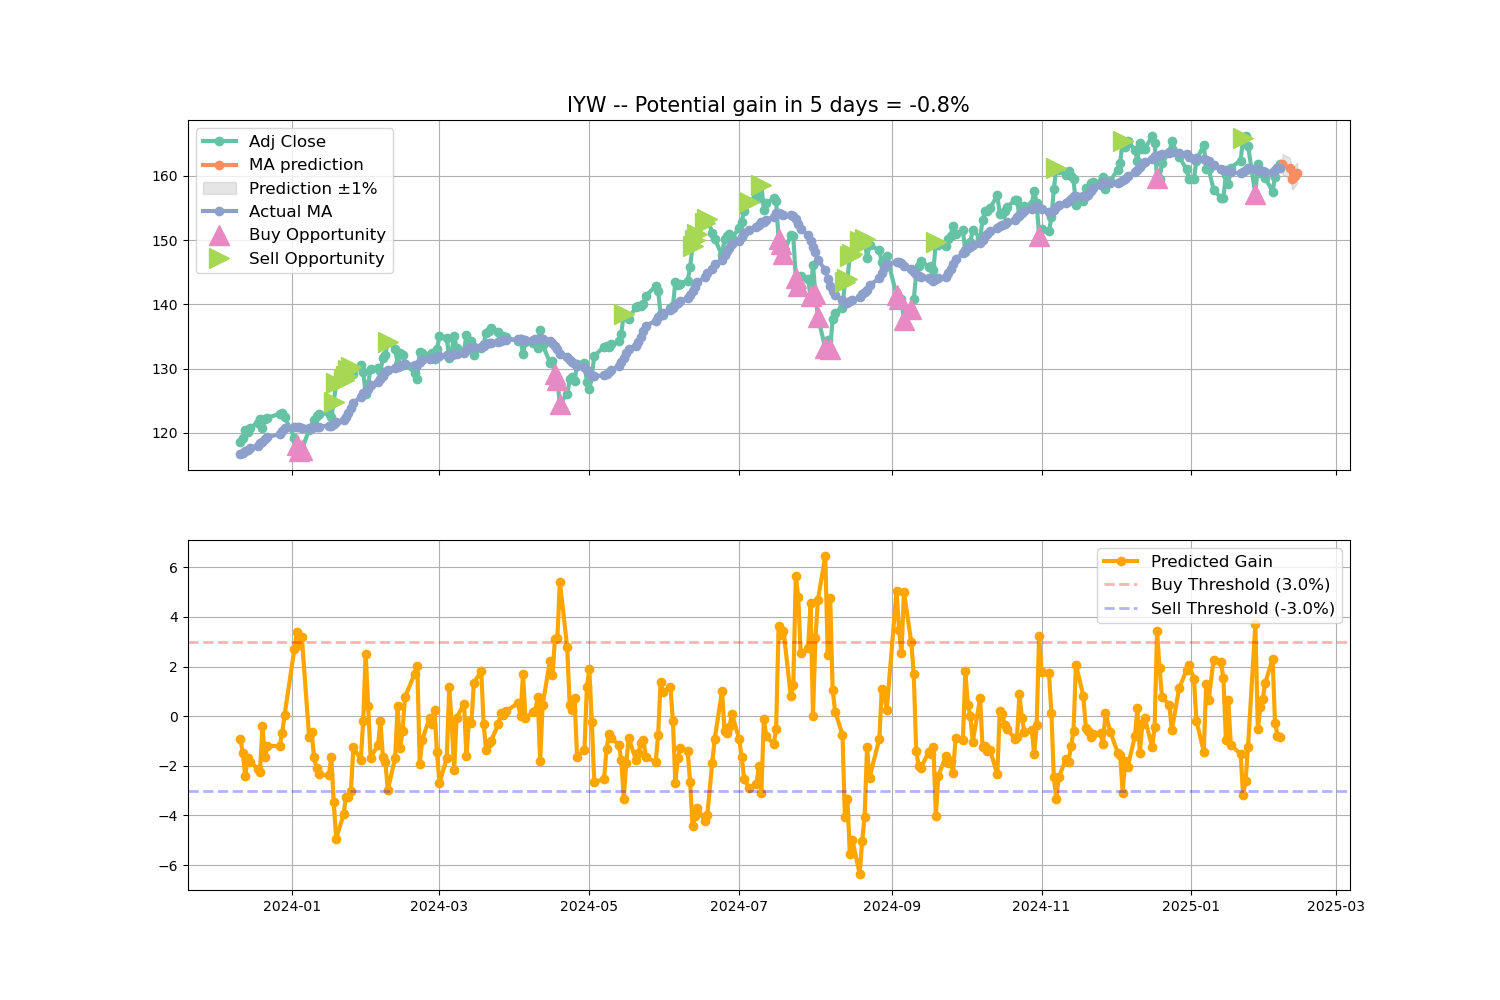 IYW -- Potential gain in 5 days = -0.8%
Adj Close
MA prediction
Prediction ±1%
Actual MA
Buy Opportunity
Sell Opportunity
160
150
140
130
120
Predicted Gain
Buy Threshold (3.0%)
Sell Threshold (-3.0%)
6
4
2
0
−2
−4
−6
2024-01 2024-03 2024-05 2024-07 2024-09 2024-11 2025-01 2025-03